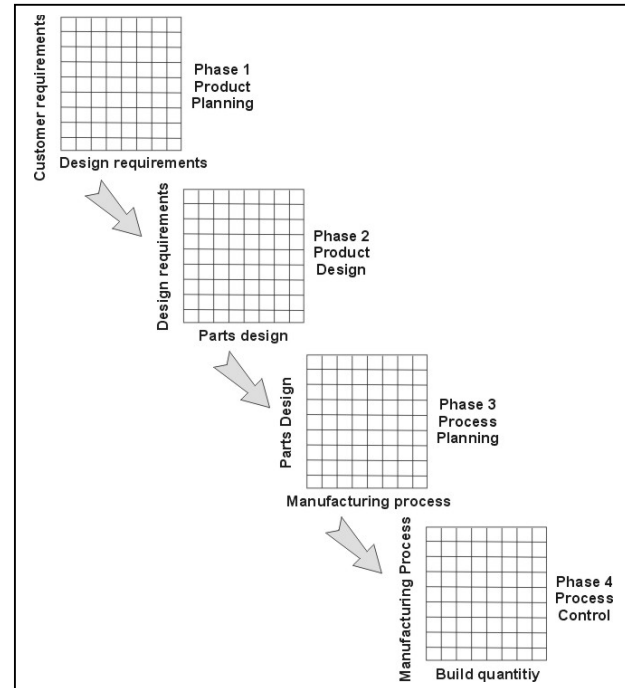 Customer requirements
Phase 1
Product
Planning
Design requirements
Design requirements
Phase 2
Product
Design
Parts design
Parts Design
Phase 3
Process
Planning
Manufacturing process
Manufacturing Process
Phase 4
Process
Control
Build quantitiy